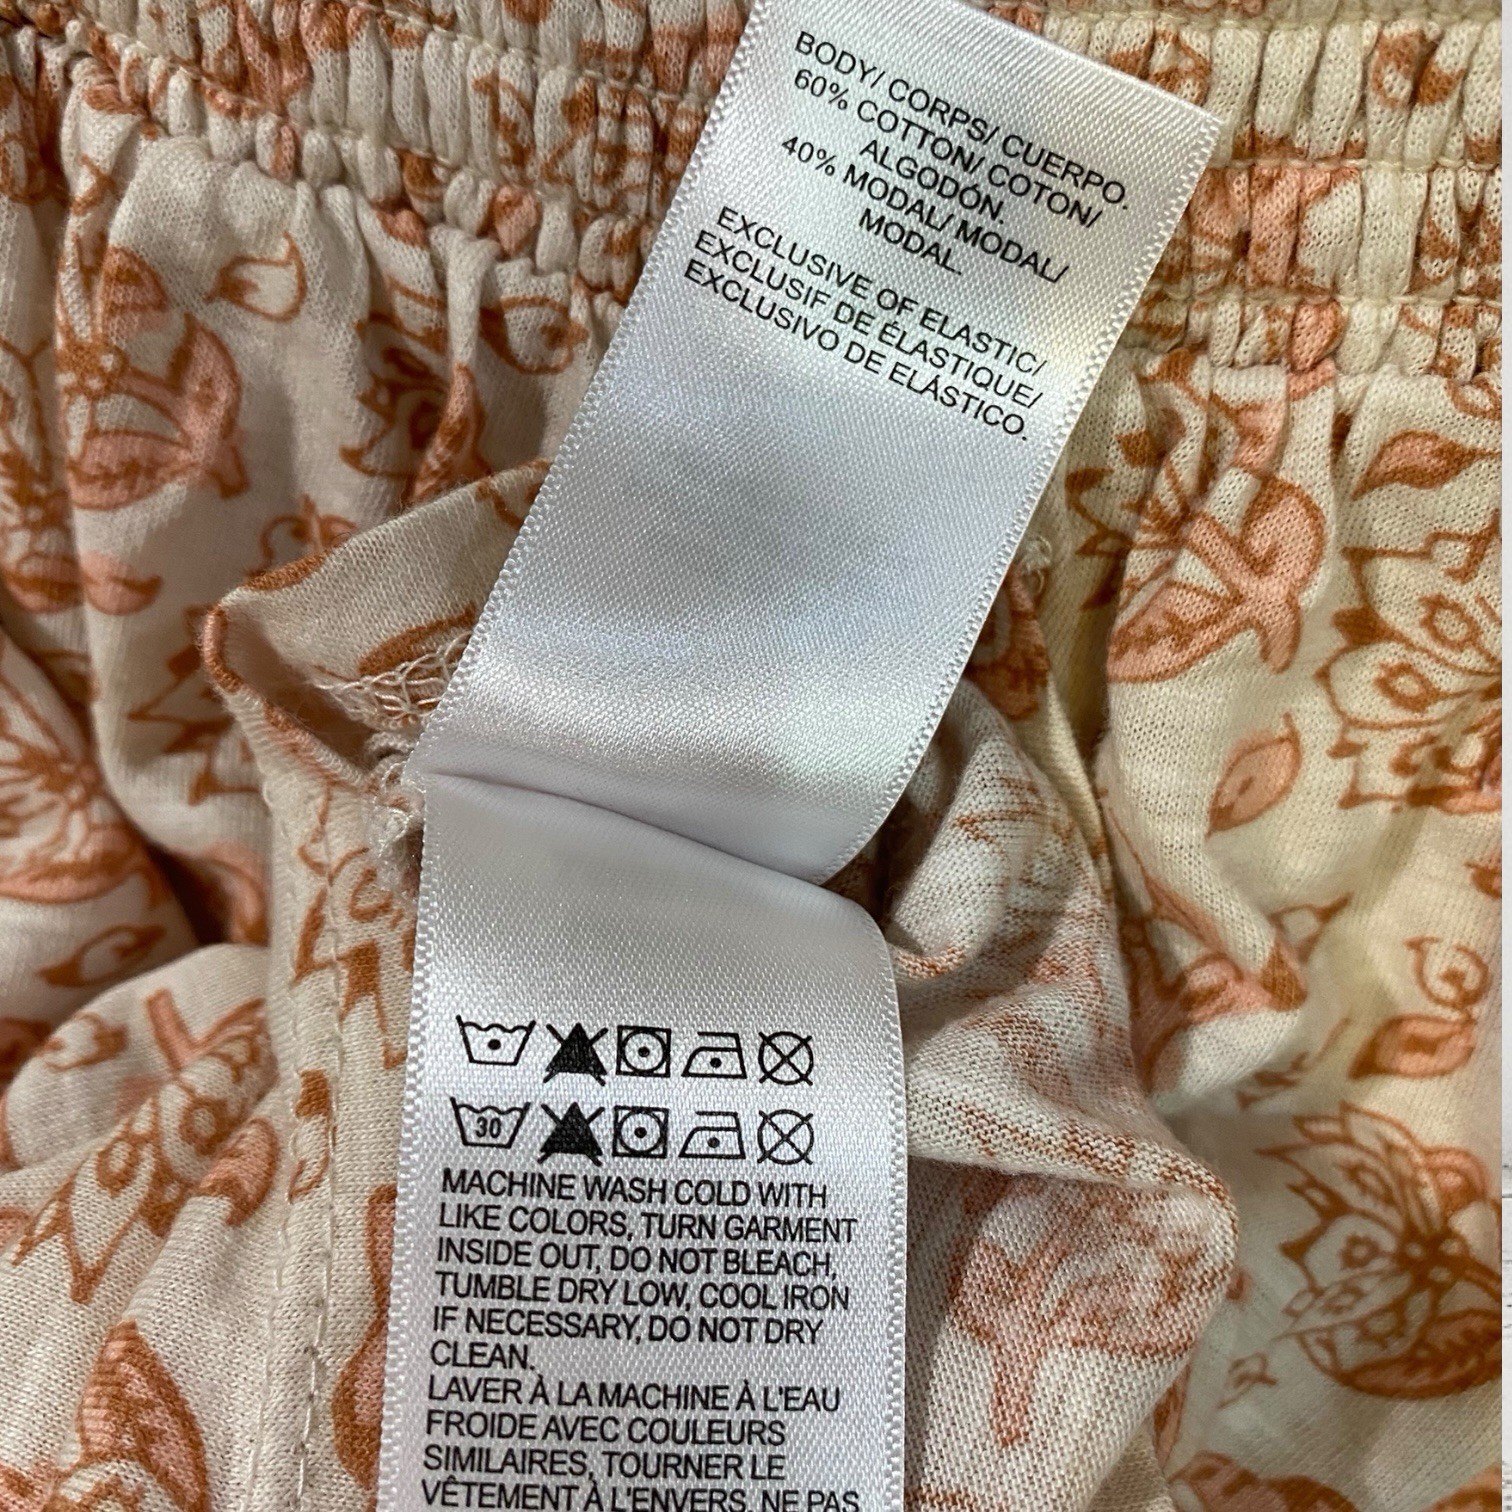 BODY/ CORPS/ CUERPO.
60% COTTON/ COTON/
ALGODÓN.
40% MODAL/ MODAL/
MODAL.
EXCLUSIVE OF ELASTIC/
EXCLUSIF DE ÉLASTIQUE/
EXCLUSIVO DE ELÁSTICO.
30
MACHINE WASH COLD WITH
LIKE COLORS, TURN GARMENT
INSIDE OUT, DO NOT BLEACH,
TUMBLE DRY LOW, COOL IRON
IF NECESSARY, DO NOT DRY
CLEAN.
LAVER À LA MACHINE À L'EAU
FROIDE AVEC COULEURS
SIMILAIRES, TOURNER LE
VÊTEMENT À L'ENVERS, NE PAS